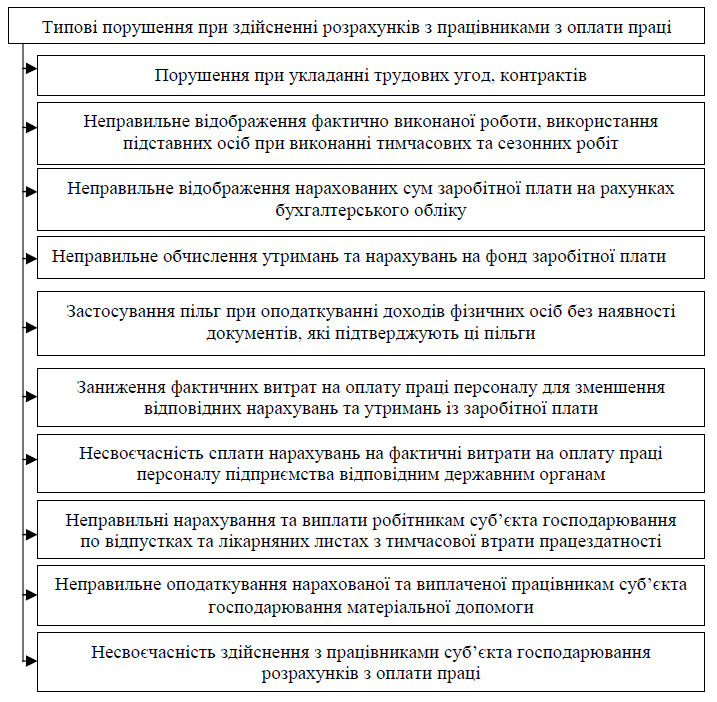 Типові порушення при здійсненні розрахунків з працівниками з оплати праці
Порушення при укладанні трудових угод, контрактів
Неправильне відображення фактично виконаної роботи, використання
підставних осіб при виконанні тимчасових та сезонних робіт
Неправильне відображення нарахованих сум заробітної плати на рахунках
бухгалтерського обліку
Неправильне обчислення утримань та нарахувань на фонд заробітної плати
Застосування пільг при оподаткуванні доходів фізичних осіб без наявності
документів, які підтверджують ці пільги
Заниження фактичних витрат на оплату праці персоналу для зменшення
відповідних нарахувань та утримань із заробітної плати
Несвоєчасність сплати нарахувань на фактичні витрати на оплату праці
персоналу підприємства відповідним державним органам
Неправильні нарахування та виплати робітникам суб’єкта господарювання
по відпустках та лікарняних листах з тимчасової втрати працездатності
Неправильне оподаткування нарахованої та виплаченої працівникам суб’єкта
господарювання матеріальної допомоги
Несвоєчасність здійснення з працівниками суб’єкта господарювання
розрахунків з оплати праці